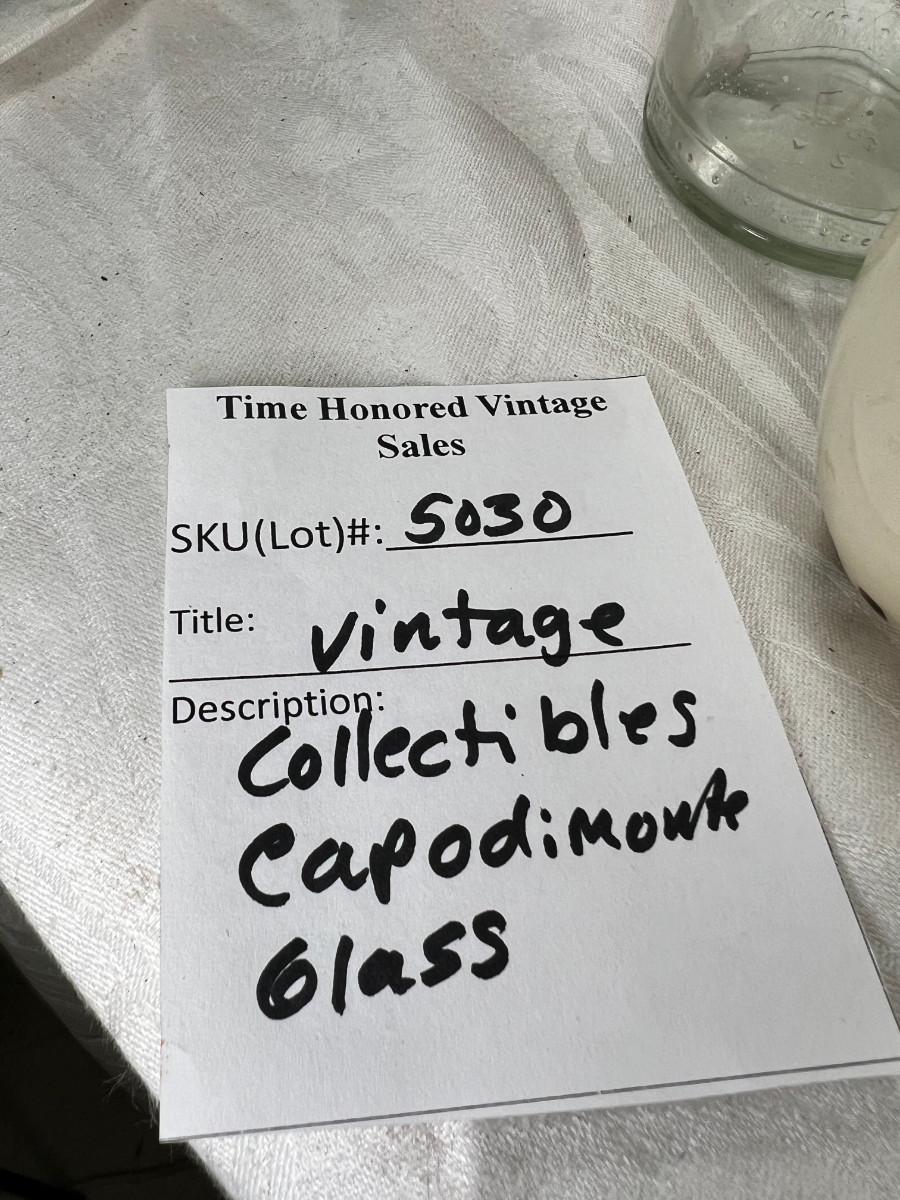 Time Honored Vintage
Sales
SKU(Lot)#: 5030
Title: Vintage
Description:
Collectibles
Capodimonte
Glass